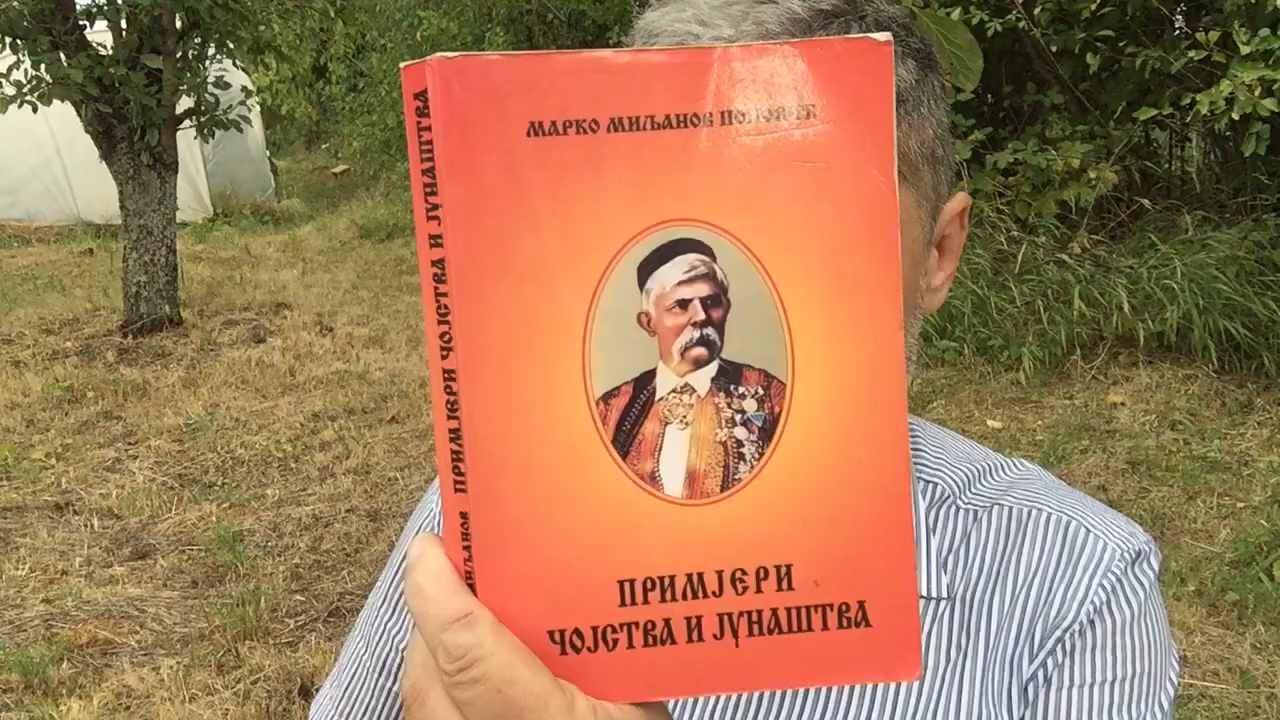 МАРКО МИЉАНОВ ПОПОВИЋ
ПРИМЈЕРИ
ЧОЈСТВА И ЈУНАШТВА
МИЉАНОВ ПРИМЈЕРИ ЧОЈСТВА И ЈУНАШТВА